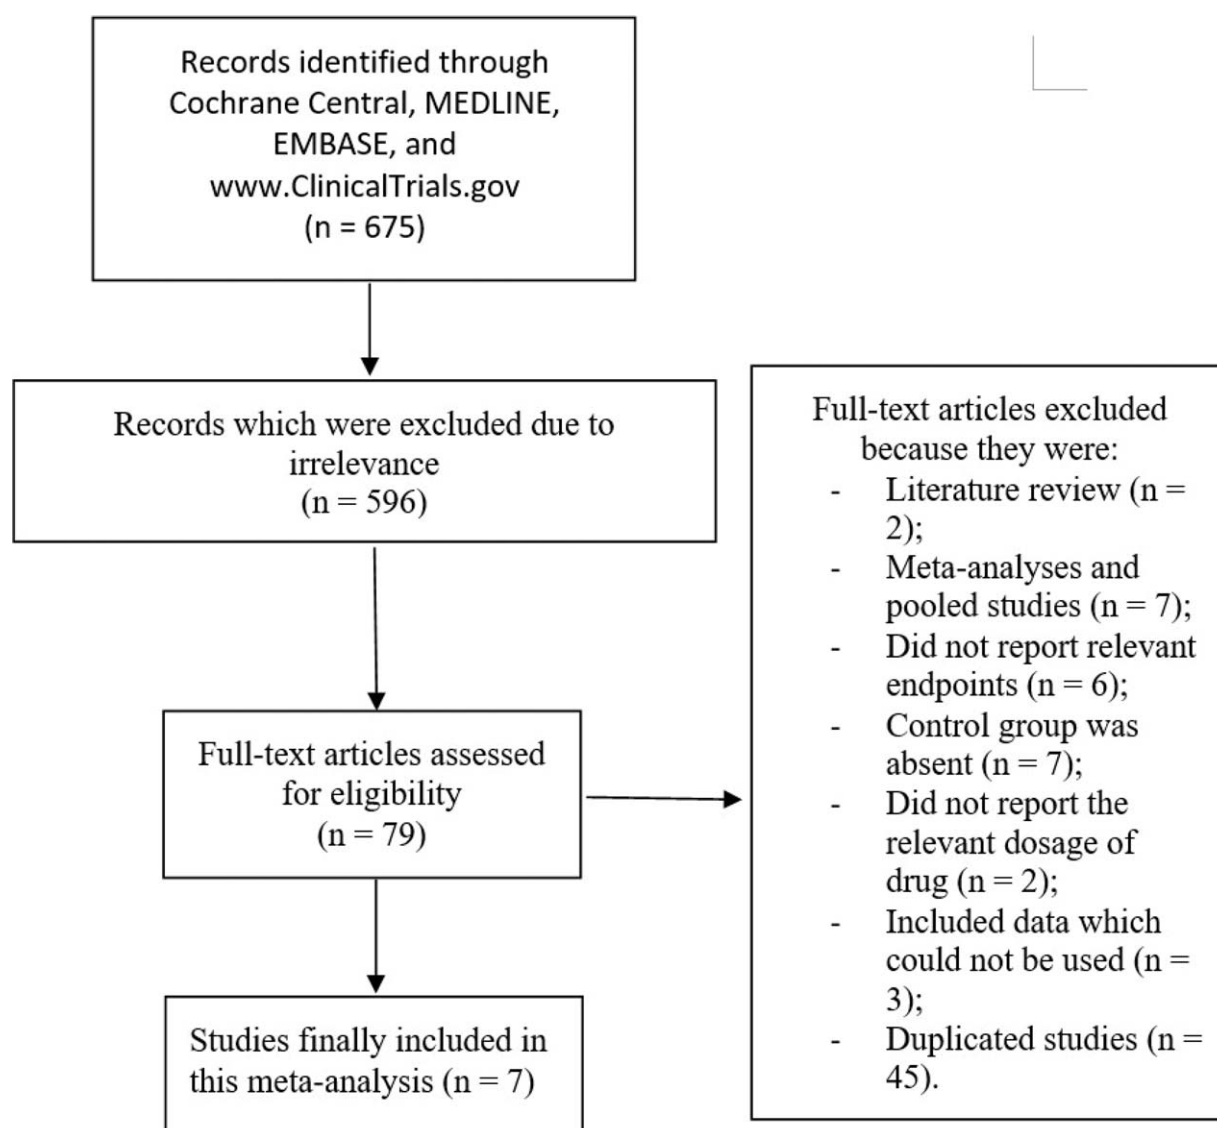 Records identified through
Cochrane Central, MEDLINE,
EMBASE, and
www.ClinicalTrials.gov
(n = 675)
Records which were excluded due to
irrelevance
(n = 596)
Full-text articles assessed
for eligibility
(n = 79)
Full-text articles excluded
because they were:
- Literature review (n =
2);
- Meta-analyses and
pooled studies (n = 7);
- Did not report relevant
endpoints (n = 6);
- Control group was
absent (n = 7);
- Did not report the
relevant dosage of
drug (n = 2);
- Included data which
could not be used (n =
3);
- Duplicated studies (n =
45).
Studies finally included in
this meta-analysis (n = 7)